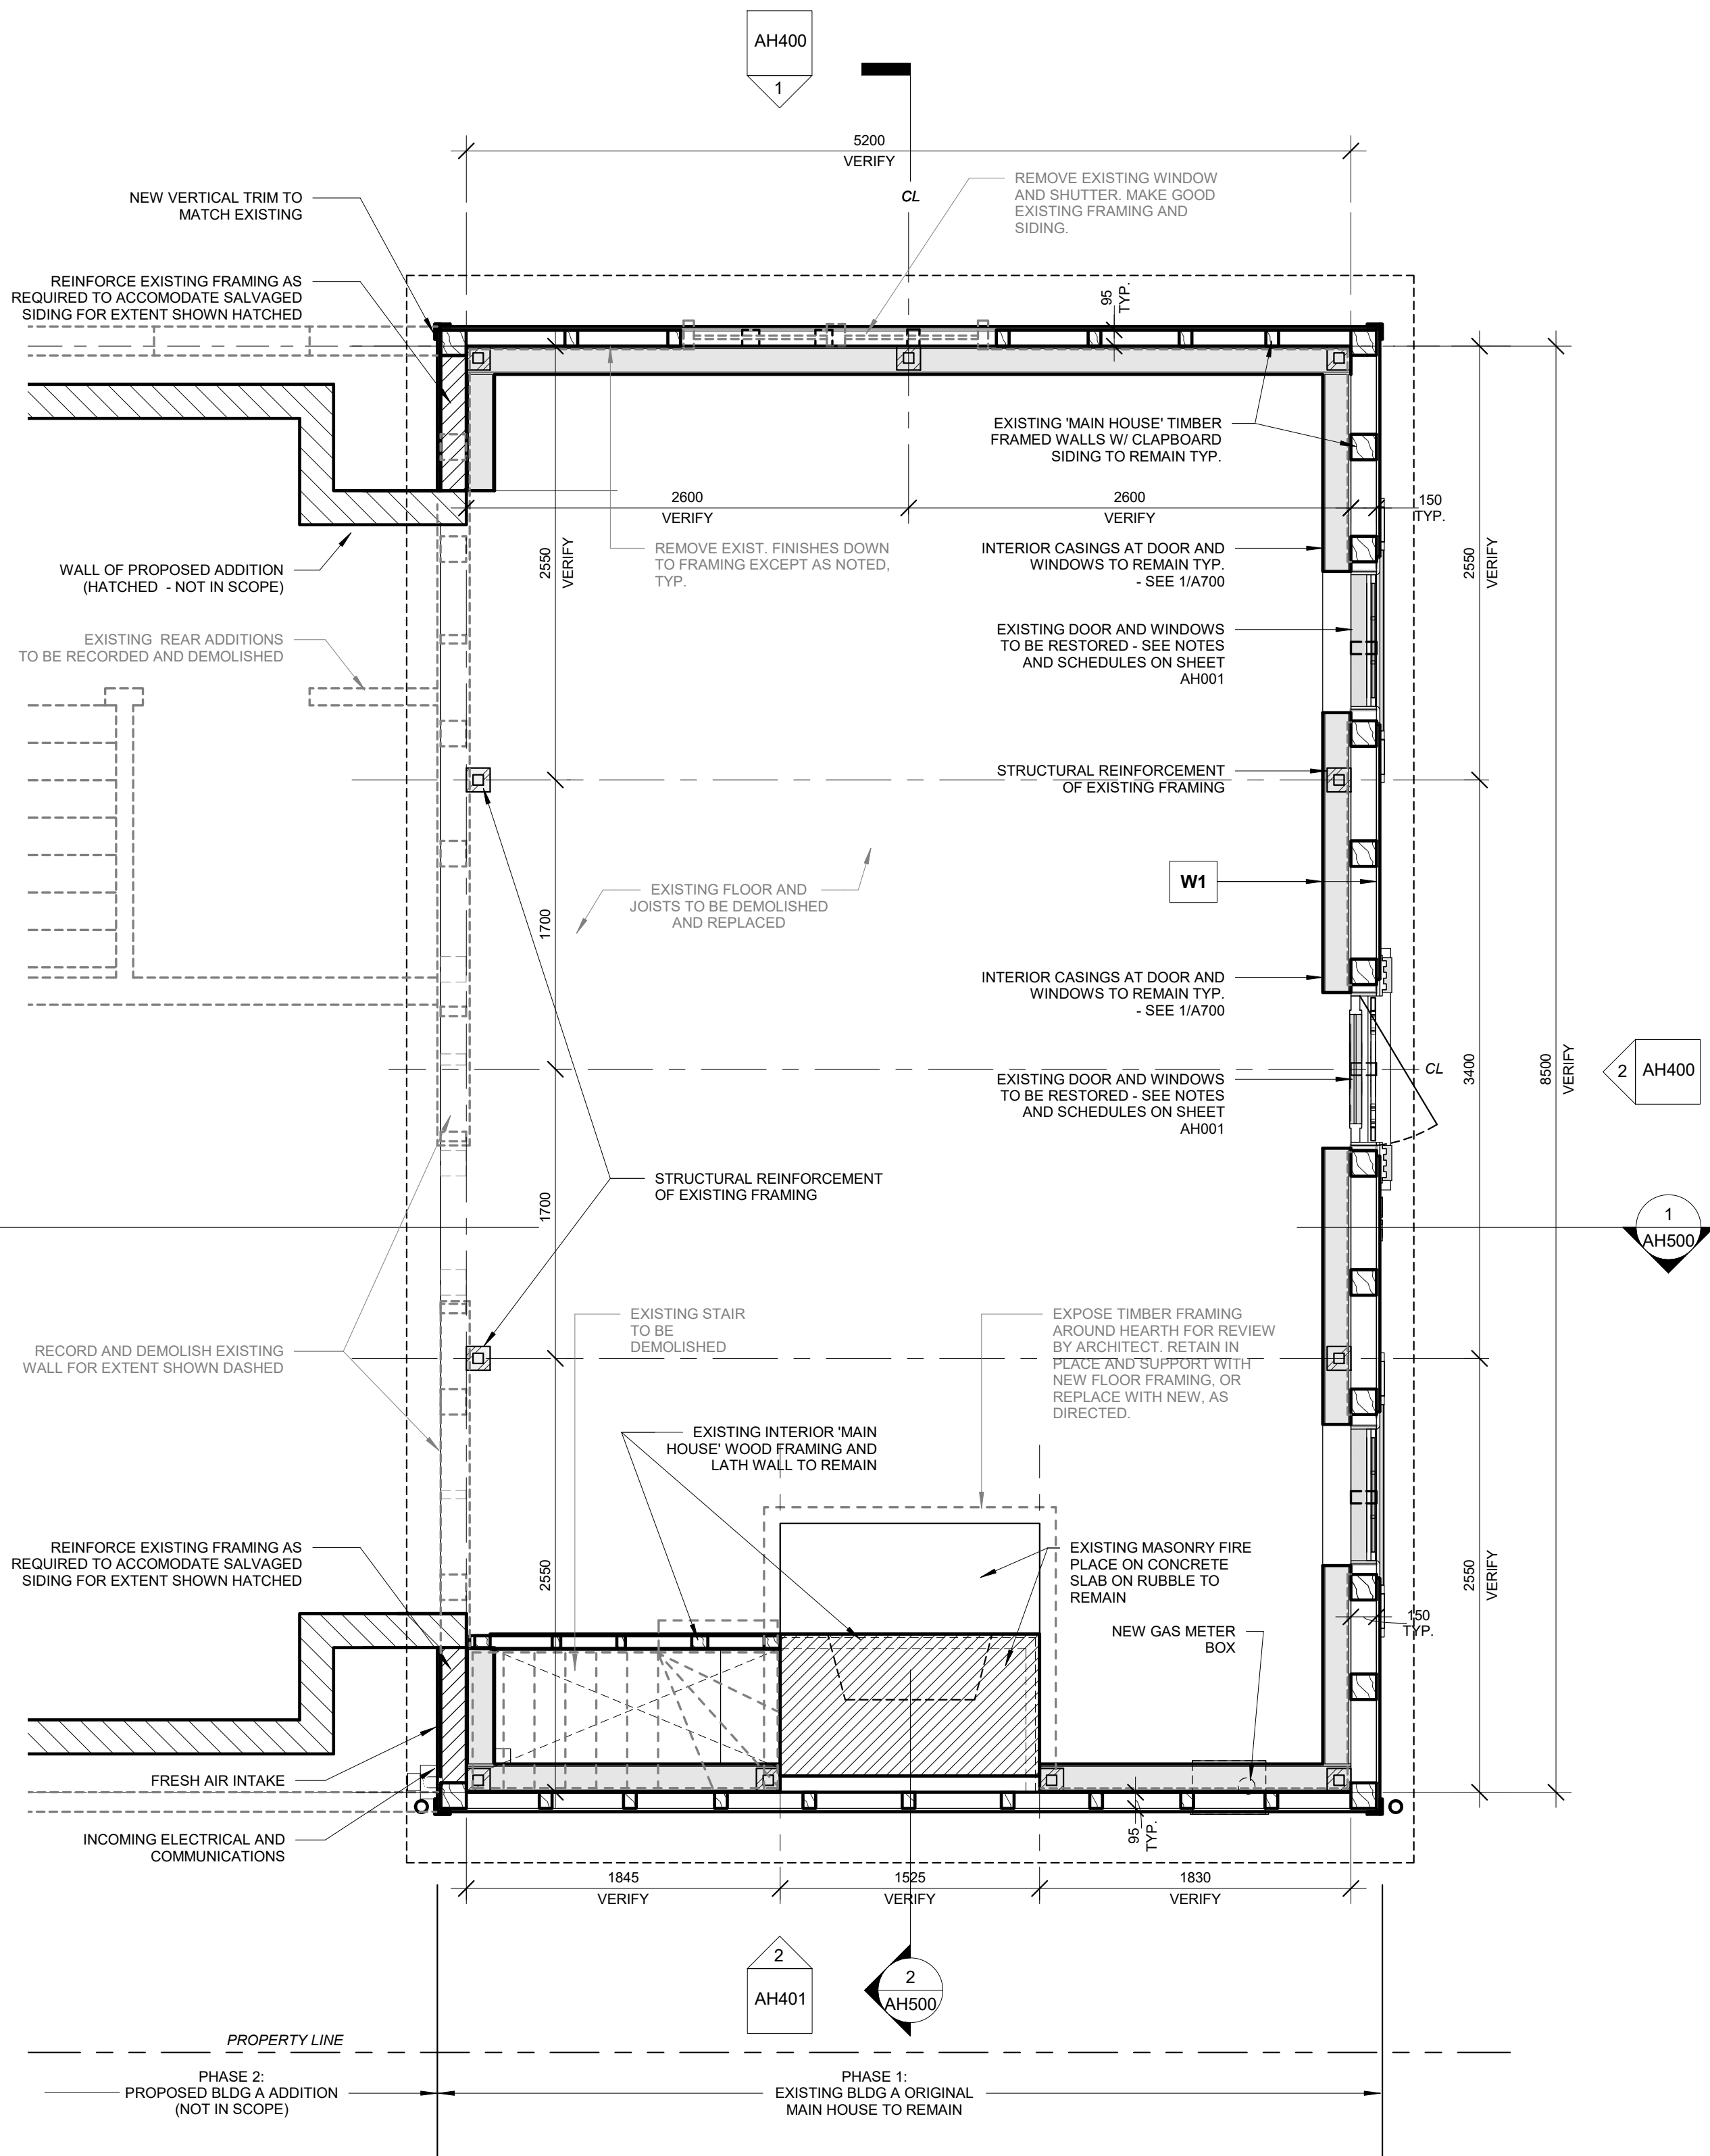 AH400
1
5200
VERIFY
CL
NEW VERTICAL TRIM TO
MATCH EXISTING
REMOVE EXISTING WINDOW
AND SHUTTER. MAKE GOOD
EXISTING FRAMING AND
SIDING.
REINFORCE EXISTING FRAMING AS
REQUIRED TO ACCOMODATE SALVAGED
SIDING FOR EXTENT SHOWN HATCHED
95
TYP.
EXISTING 'MAIN HOUSE' TIMBER
FRAMED WALLS W/ CLAPBOARD
SIDING TO REMAIN TYP.
2600
VERIFY
2600
VERIFY
150
TYP.
WALL OF PROPOSED ADDITION
(HATCHED - NOT IN SCOPE)
2550
VERIFY
REMOVE EXIST. FINISHES DOWN
TO FRAMING EXCEPT AS NOTED,
TYP.
INTERIOR CASINGS AT DOOR AND
WINDOWS TO REMAIN TYP.
- SEE 1/A700
2550
VERIFY
EXISTING REAR ADDITIONS
TO BE RECORDED AND DEMOLISHED
EXISTING DOOR AND WINDOWS
TO BE RESTORED - SEE NOTES
AND SCHEDULES ON SHEET
AH001
STRUCTURAL REINFORCEMENT
OF EXISTING FRAMING
EXISTING FLOOR AND
JOISTS TO BE DEMOLISHED
AND REPLACED
W1
1700
INTERIOR CASINGS AT DOOR AND
WINDOWS TO REMAIN TYP.
- SEE 1/A700
EXISTING DOOR AND WINDOWS
TO BE RESTORED - SEE NOTES
AND SCHEDULES ON SHEET
AH001
CL
3400
8500
VERIFY
2
AH400
STRUCTURAL REINFORCEMENT
OF EXISTING FRAMING
1700
1
AH500
RECORD AND DEMOLISH EXISTING
WALL FOR EXTENT SHOWN DASHED
EXISTING STAIR
TO BE
DEMOLISHED
EXPOSE TIMBER FRAMING
AROUND HEARTH FOR REVIEW
BY ARCHITECT. RETAIN IN
PLACE AND SUPPORT WITH
NEW FLOOR FRAMING, OR
REPLACE WITH NEW, AS
DIRECTED.
EXISTING INTERIOR 'MAIN
HOUSE' WOOD FRAMING AND
LATH WALL TO REMAIN
REINFORCE EXISTING FRAMING AS
REQUIRED TO ACCOMODATE SALVAGED
SIDING FOR EXTENT SHOWN HATCHED
2550
EXISTING MASONRY FIRE
PLACE ON CONCRETE
SLAB ON RUBBLE TO
REMAIN
2550
VERIFY
150
TYP.
NEW GAS METER
BOX
FRESH AIR INTAKE
INCOMING ELECTRICAL AND
COMMUNICATIONS
95
TYP.
1845
VERIFY
1525
VERIFY
1830
VERIFY
2
AH401
2
AH500
PROPERTY LINE
PHASE 2:
PROPOSED BLDG A ADDITION
(NOT IN SCOPE)
PHASE 1:
EXISTING BLDG A ORIGINAL
MAIN HOUSE TO REMAIN